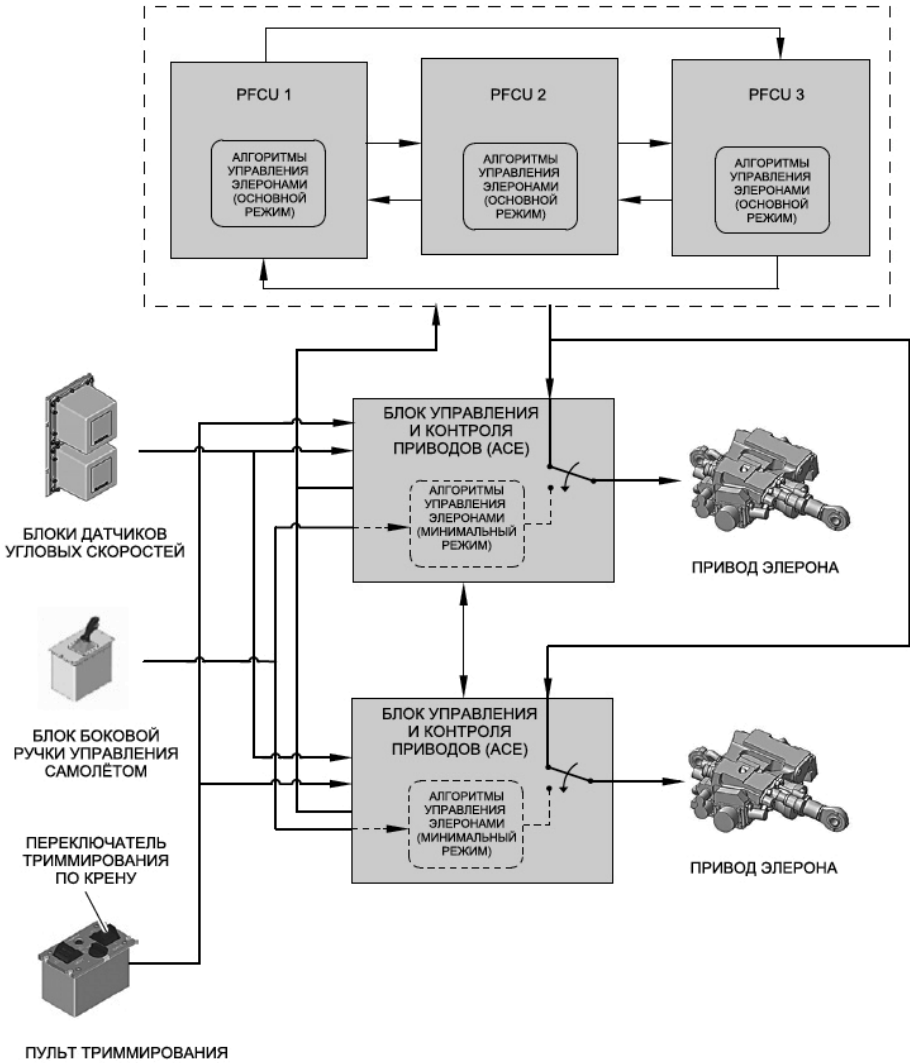 PFCU 1
АЛГОРИТМЫ
УПРАВЛЕНИЯ
ЭЛЕРОНАМИ
(ОСНОВНОЙ
РЕЖИМ)
PFCU 2
АЛГОРИТМЫ
УПРАВЛЕНИЯ
ЭЛЕРОНАМИ
(ОСНОВНОЙ
РЕЖИМ)
PFCU 3
АЛГОРИТМЫ
УПРАВЛЕНИЯ
ЭЛЕРОНАМИ
(ОСНОВНОЙ
РЕЖИМ)
БЛОКИ ДАТЧИКОВ
УГЛОВЫХ СКОРОСТЕЙ
БЛОК УПРАВЛЕНИЯ
И КОНТРОЛЯ
ПРИВОДОВ (ACE)
АЛГОРИТМЫ
УПРАВЛЕНИЯ
ЭЛЕРОНАМИ
(МИНИМАЛЬНЫЙ
РЕЖИМ)
ПРИВОД ЭЛЕРОНА
БЛОК БОКОВОЙ
РУЧКИ УПРАВЛЕНИЯ
САМОЛЁТОМ
БЛОК УПРАВЛЕНИЯ
И КОНТРОЛЯ
ПРИВОДОВ (ACE)
АЛГОРИТМЫ
УПРАВЛЕНИЯ
ЭЛЕРОНАМИ
(МИНИМАЛЬНЫЙ
РЕЖИМ)
ПРИВОД ЭЛЕРОНА
ПЕРЕКЛЮЧАТЕЛЬ
ТРИММИРОВАНИЯ
ПО КРЕНУ
ПУЛЬТ ТРИММИРОВАНИЯ